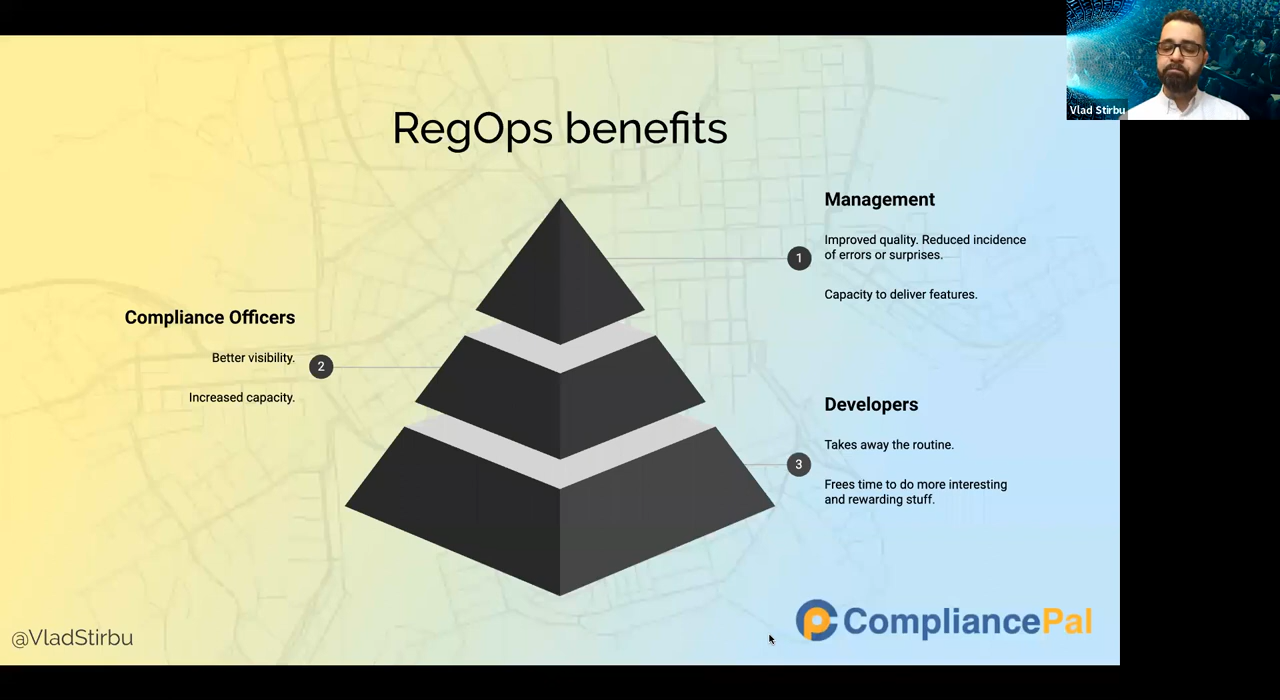 Vlad Stirbu
RegOps benefits
Management
1
Improved quality. Reduced incidence
of errors or surprises.
Capacity to deliver features.
Compliance Officers
Better visibility.
2
Increased capacity.
Developers
Takes away the routine.
3
Frees time to do more interesting
and rewarding stuff.
CompliancePal
@VladStirbu